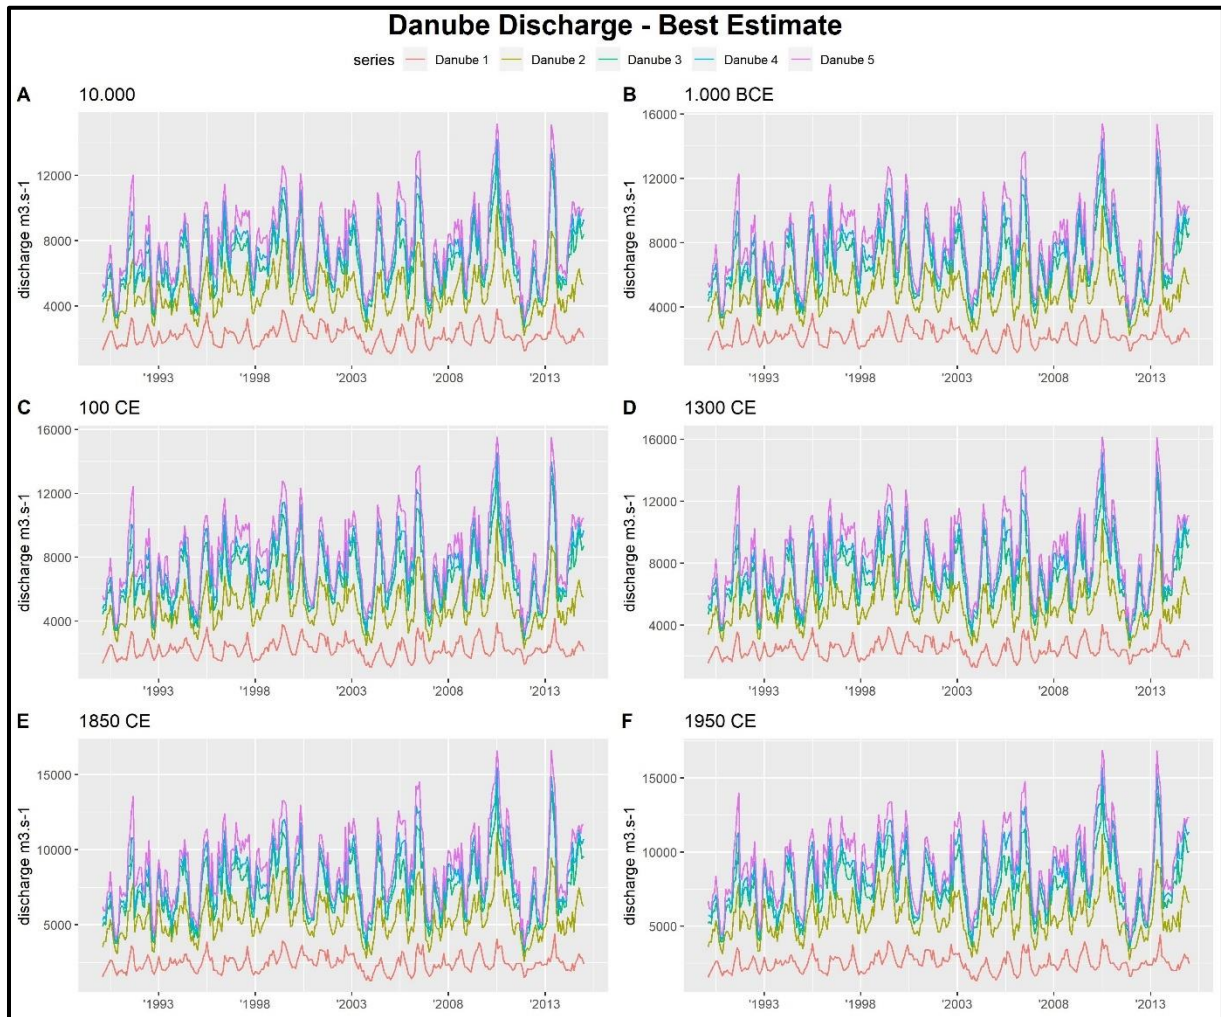 Danube Discharge - Best Estimate
series Danube 1 Danube 2 Danube 3 Danube 4 Danube 5
A 10.000
discharge m3.s-1
12000
8000
4000
'1993 '1998 '2003 '2008 '2013
B 1.000 BCE
discharge m3.s-1
16000
12000
8000
4000
'1993 '1998 '2003 '2008 '2013
C 100 CE
discharge m3.s-1
16000
12000
8000
4000
'1993 '1998 '2003 '2008 '2013
D 1300 CE
discharge m3.s-1
16000
12000
8000
4000
'1993 '1998 '2003 '2008 '2013
E 1850 CE
discharge m3.s-1
15000
10000
5000
'1993 '1998 '2003 '2008 '2013
F 1950 CE
discharge m3.s-1
15000
10000
5000
'1993 '1998 '2003 '2008 '2013